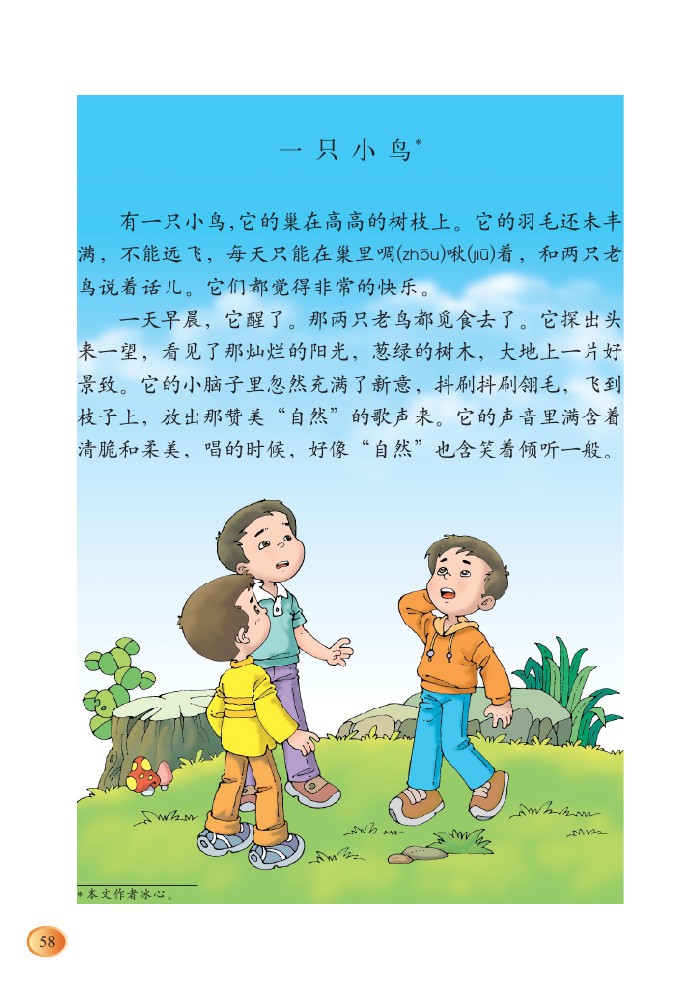 一只小鸟*
有一只小鸟，它的巢在高高的树枝上。它的羽毛还未丰
满，不能远飞，每天只能在巢里啁(zhōu)啾(jiū)着，和两只老
鸟说着话儿。它们都觉得非常的快乐。
一天早晨，它醒了。那两只老鸟都觅食去了。它探出头
来一望，看见了那灿烂的阳光，葱绿的树木，大地上一片好
景致。它的小脑子里忽然充满了新意，抖刷抖刷翎毛，飞到
枝子上，放出那赞美“自然”的歌声来。它的声音里满含着
清脆和柔美，唱的时候，好像“自然”也含笑着倾听一般。
*本文作者冰心。
58